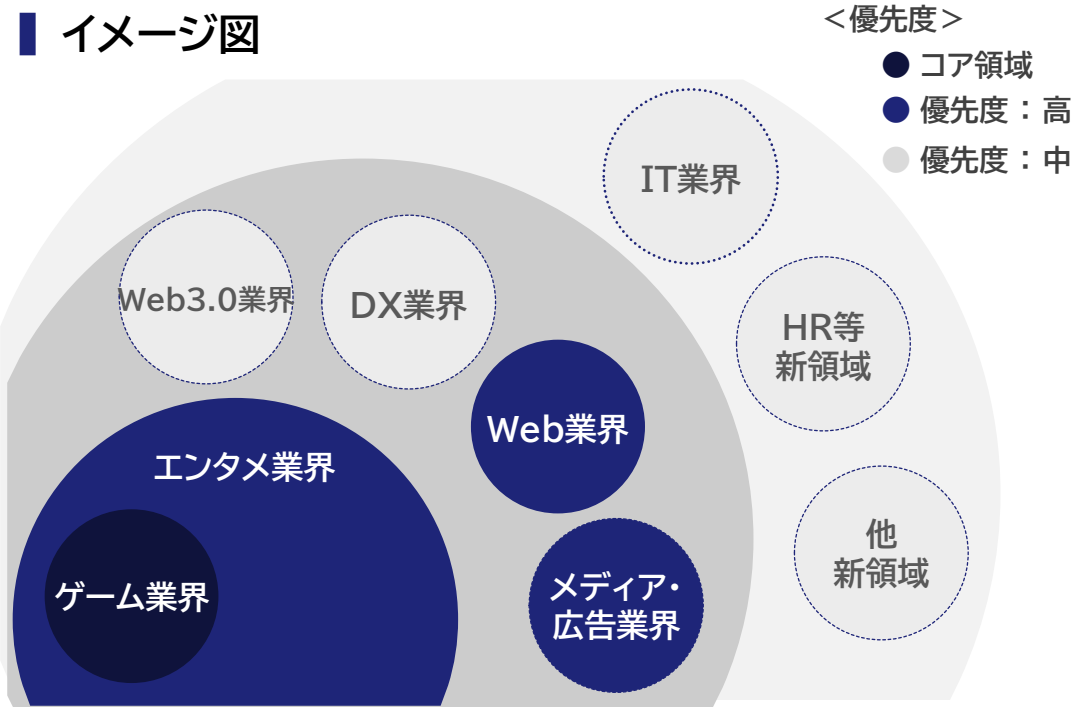 イメージ図
＜優先度＞
コア領域
優先度：高
優先度：中
IT業界
Web3.0業界
DX業界
HR等
新領域
Web業界
エンタメ業界
他
新領域
ゲーム業界
メディア・
広告業界